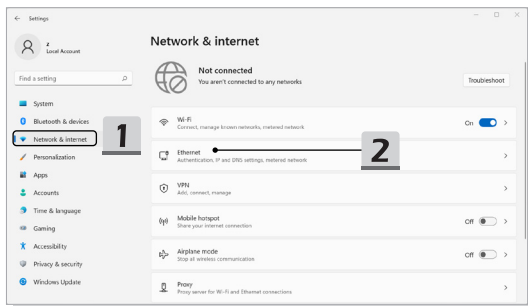 Settings
z
Local Account
Find a setting
System
Bluetooth & devices
Network & internet
Personalization
Apps
Accounts
Time & language
Gaming
Accessibility
Privacy & security
Windows Update
1
Network & internet
Not connected
You aren't connected to any networks
Troubleshoot
Wi-Fi
Connect, manage known networks, metered network
On
Ethernet
Authentication, IP and DNS settings, metered network
2
VPN
Add, connect, manage
Mobile hotspot
Share your internet connection
Off
Airplane mode
Stop all wireless communication
Off
Proxy
Proxy server for Wi-Fi and Ethernet connections